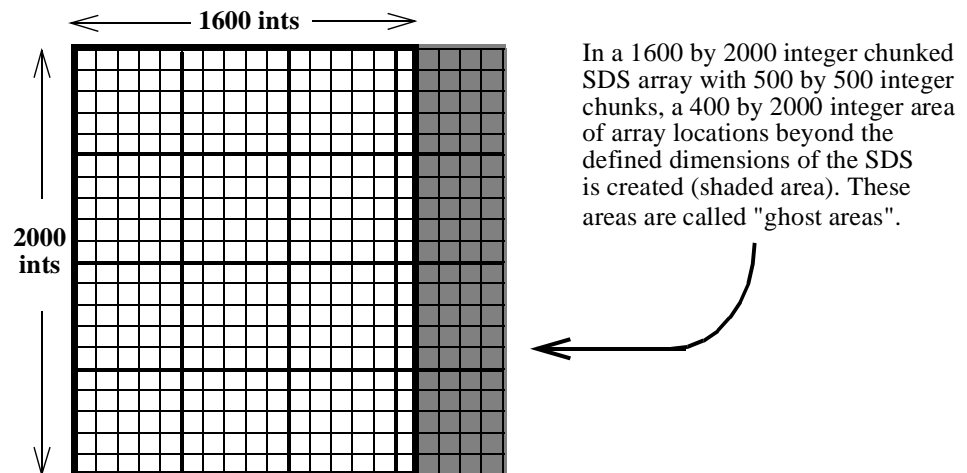 1600 ints
In a 1600 by 2000 integer chunked
SDS array with 500 by 500 integer
chunks, a 400 by 2000 integer area
of array locations beyond the
defined dimensions of the SDS
is created (shaded area). These
areas are called "ghost areas".
2000
ints